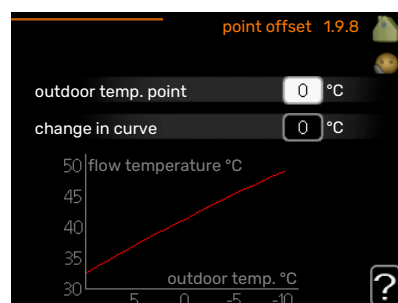 point offset 1.9.8
outdoor temp. point 0 °C
change in curve 0 °C
50 flow temperature °C
45
40
35
outdoor temp. °C
30
5 0 -5 -10
?